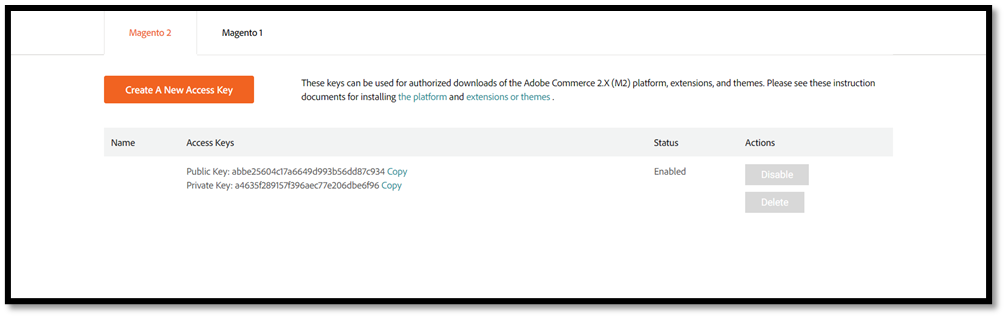 Magento 2
Magento 1
Create A New Access Key
These keys can be used for authorized downloads of the Adobe Commerce 2.X (M2) platform, extensions, and themes. Please see these instruction
documents for installing the platform and extensions or themes .
Name Access Keys Status Actions
Public Key: abbe25604c17a6649d993b56dd87c934 Copy Enabled Disable
Private Key: a4635f289157f396aec77e206dbe6f96 Copy
Delete